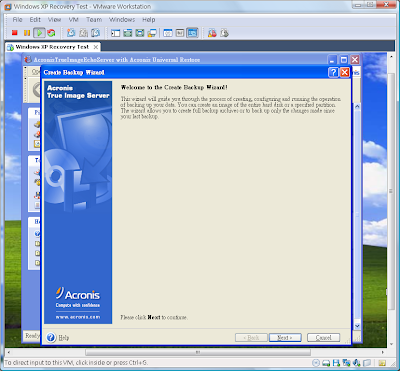 Windows XP Recovery Test - VMware Workstation
File Edit View VM Team Windows Help
Windows XP Recovery Test
AcronisTrueImageEchoServer with Acronis Universal Restore
Create Backup Wizard
Acronis
True Image Server
Welcome to the Create Backup Wizard!
This wizard will guide you through the process of creating, configuring and running the operation
of backing up your data. You can create an image of the entire hard disk or a specified partition.
The wizard allows you to create full backup archives or to back up only the changes made since
your last backup.
Acronis
Compute with confidence
www.acronis.com
Please click Next to continue.
Help
< Back
Next >
Cancel
Ready
To direct input to this VM, click inside or press Ctrl+G.